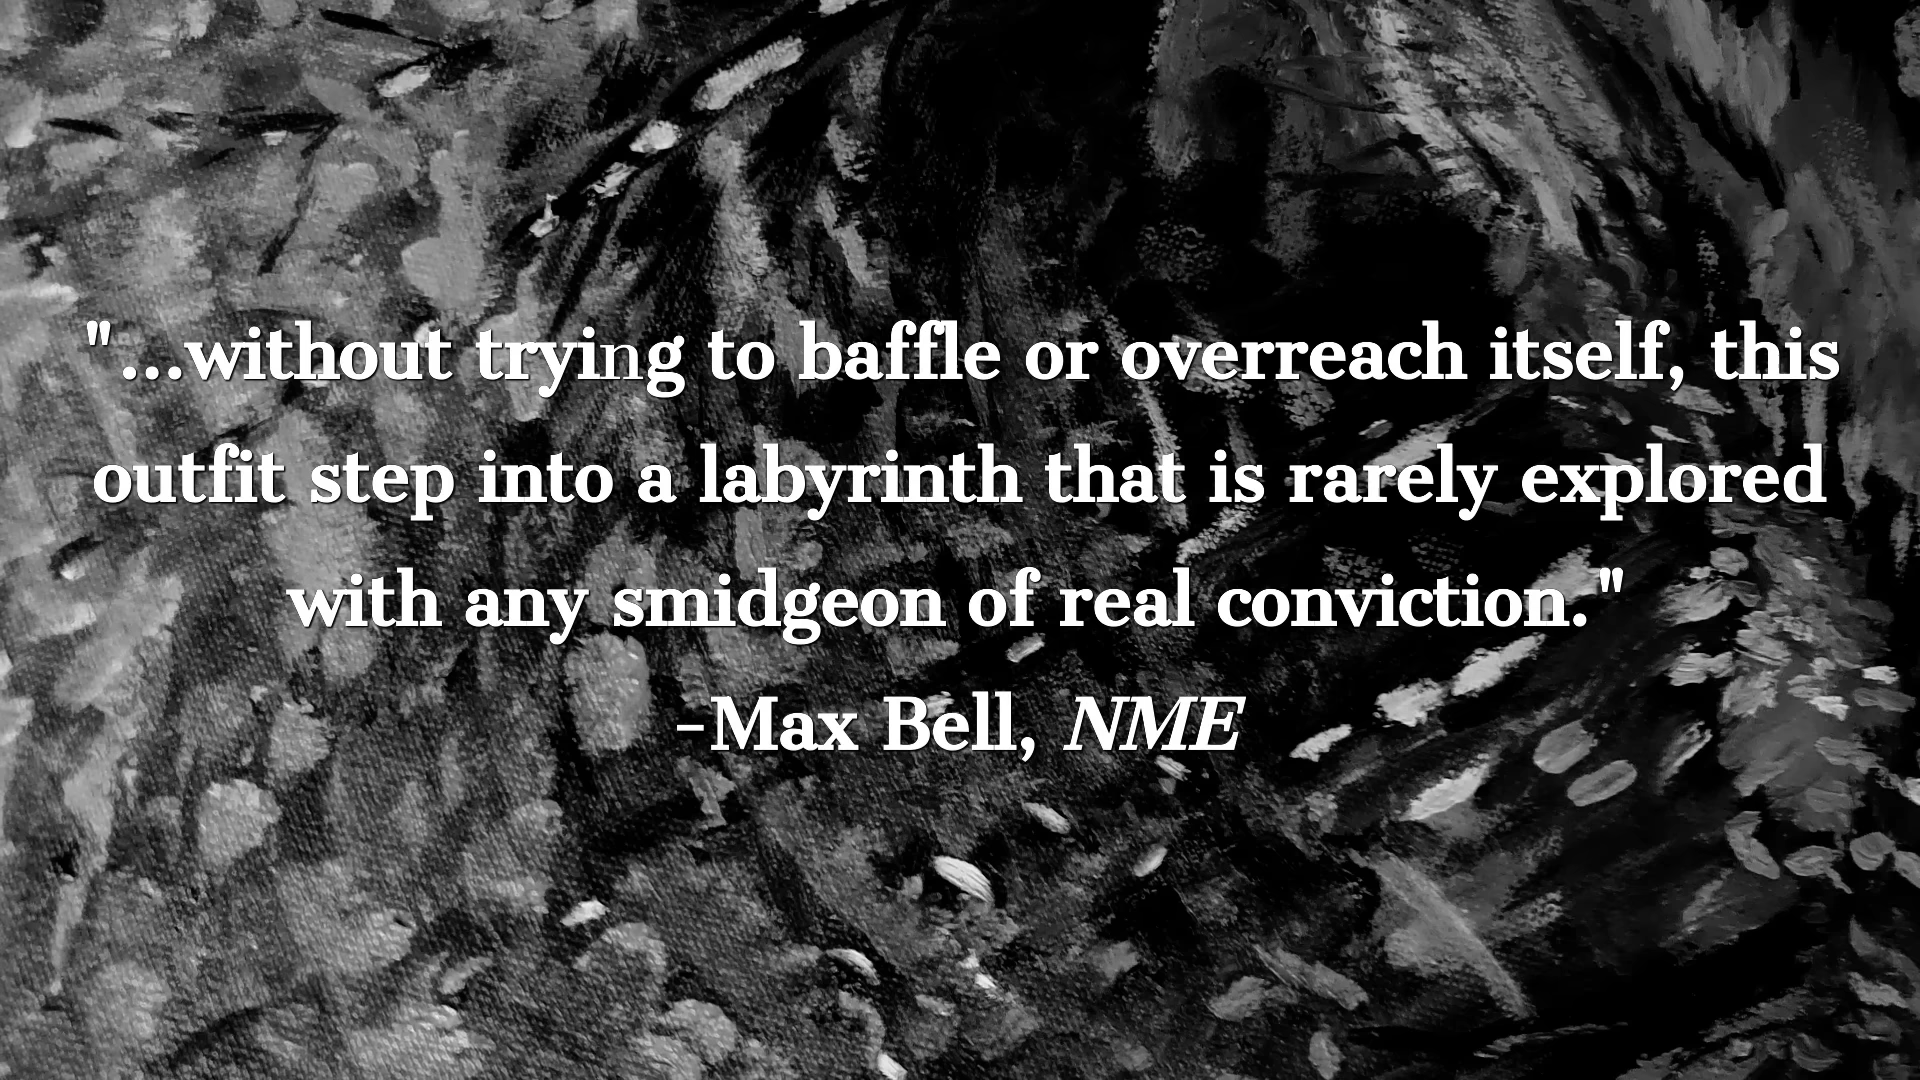 "...without trying to baffle or overreach itself, this
outfit step into a labyrinth that is rarely explored
with any smidgeon of real conviction."
-Max Bell, NME